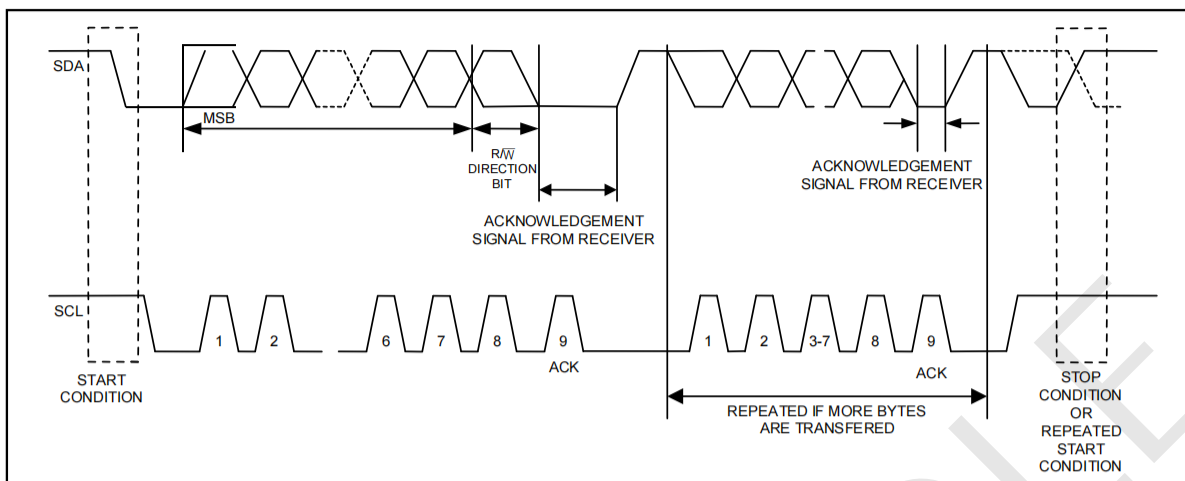 SDA
MSB
R/W̅
DIRECTION
BIT
ACKNOWLEDGEMENT
SIGNAL FROM RECEIVER
ACKNOWLEDGEMENT
SIGNAL FROM RECEIVER
SCL
1 2 6 7 8 9 1 2 3-7 8 9
ACK ACK
START
CONDITION
REPEATED IF MORE BYTES
ARE TRANSFERED
STOP
CONDITION
OR
REPEATED
START
CONDITION